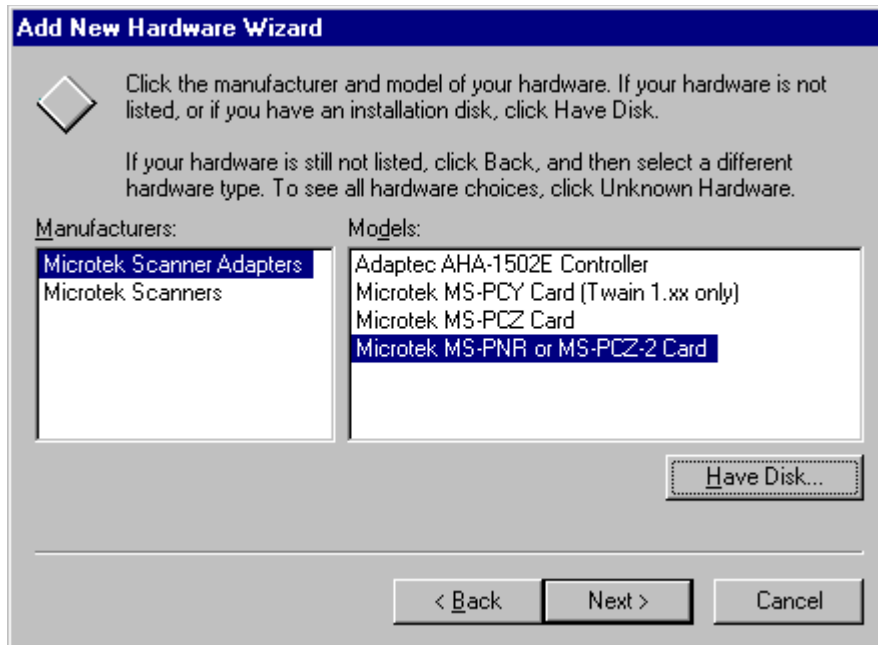 Add New Hardware Wizard
Click the manufacturer and model of your hardware. If your hardware is not
listed, or if you have an installation disk, click Have Disk.
If your hardware is still not listed, click Back, and then select a different
hardware type. To see all hardware choices, click Unknown Hardware.
Manufacturers:
Microtek Scanner Adapters
Microtek Scanners
Models:
Adaptec AHA-1502E Controller
Microtek MS-PCY Card (Twain 1.xx only)
Microtek MS-PCZ Card
Microtek MS-PNR or MS-PCZ-2 Card
Have Disk...
< Back
Next >
Cancel